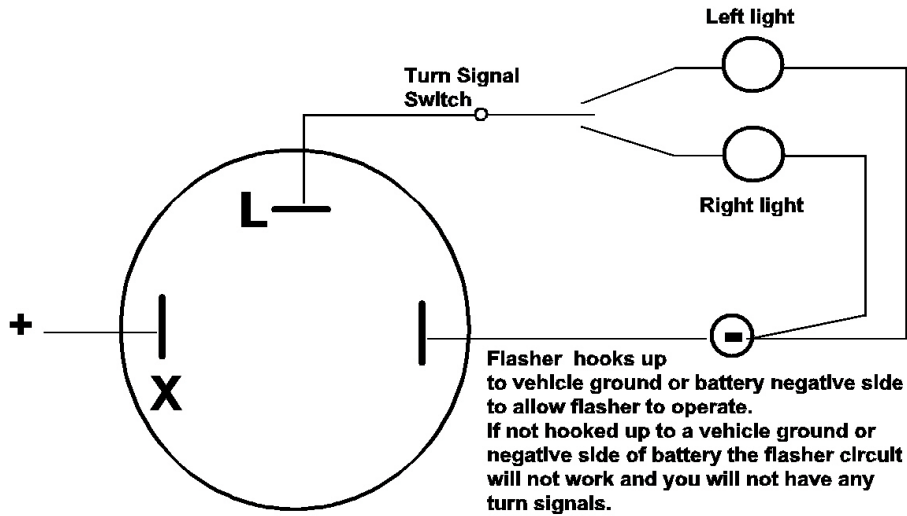 Left light
Turn Signal
Switch
L
Right light
+
X
-
Flasher hooks up
to vehicle ground or battery negative side
to allow flasher to operate.
If not hooked up to a vehicle ground or
negative side of battery the flasher circuit
will not work and you will not have any
turn signals.